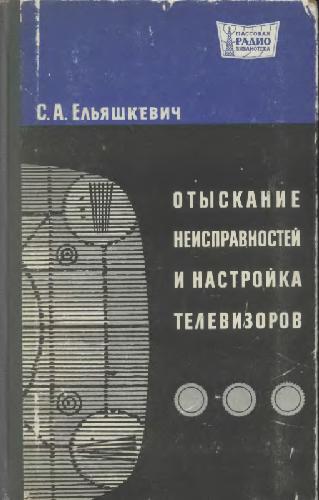 МАССОВАЯ
РАДИО
БИБЛИОТЕКА
С.А. Ельяшкевич
ОТЫСКАНИЕ
НЕИСПРАВНОСТЕЙ
И НАСТРОЙКА
ТЕЛЕВИЗОРОВ